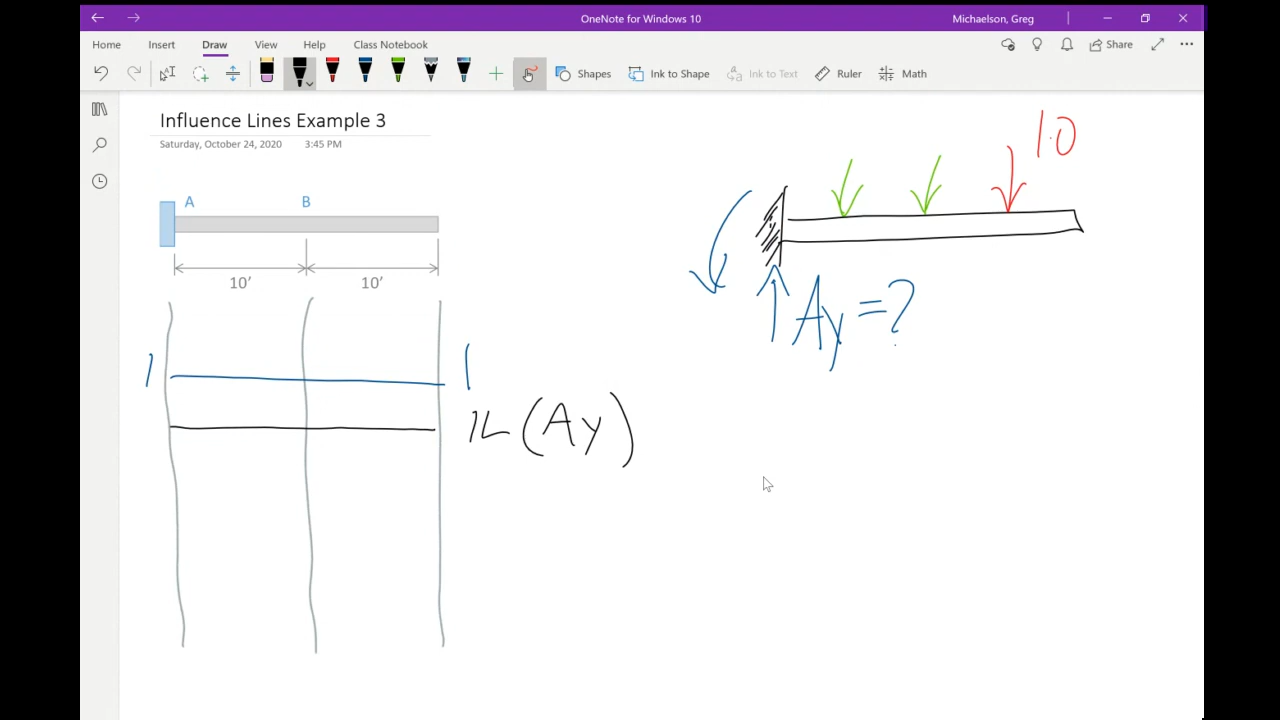 OneNote for Windows 10
Michaelson, Greg
Home Insert Draw View Help Class Notebook
Share
Shapes Ink to Shape Ink to Text Ruler Math
Influence Lines Example 3
Saturday, October 24, 2020 3:45 PM
1.0
A B
10' 10'
Ay = ?
1 1
IL (Ay)